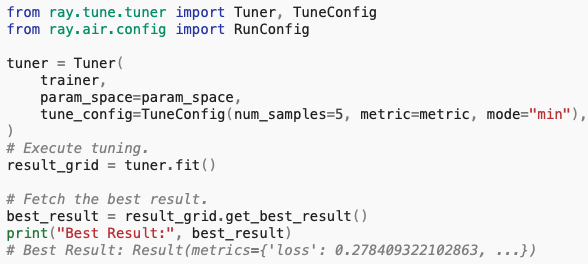 from ray.tune.tuner import Tuner, TuneConfig
from ray.air.config import RunConfig

tuner = Tuner(
    trainer,
    param_space=param_space,
    tune_config=TuneConfig(num_samples=5, metric=metric, mode="min"),
)
# Execute tuning.
result_grid = tuner.fit()

# Fetch the best result.
best_result = result_grid.get_best_result()
print("Best Result:", best_result)
# Best Result: Result(metrics={'loss': 0.278409322102863, ...})